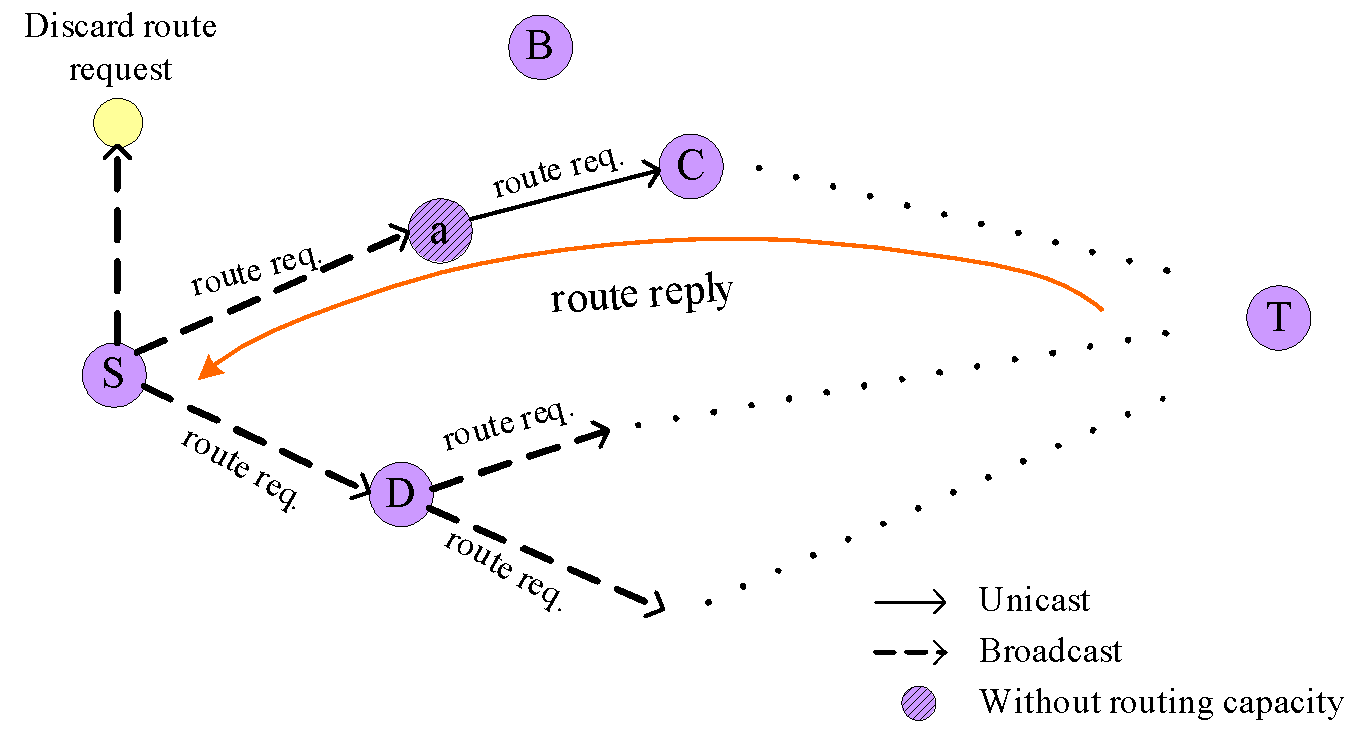 Discard route
request
B
C
route req.
a
route req.
route reply
T
S
route req.
D
route req.
route req.
Unicast
Broadcast
Without routing capacity